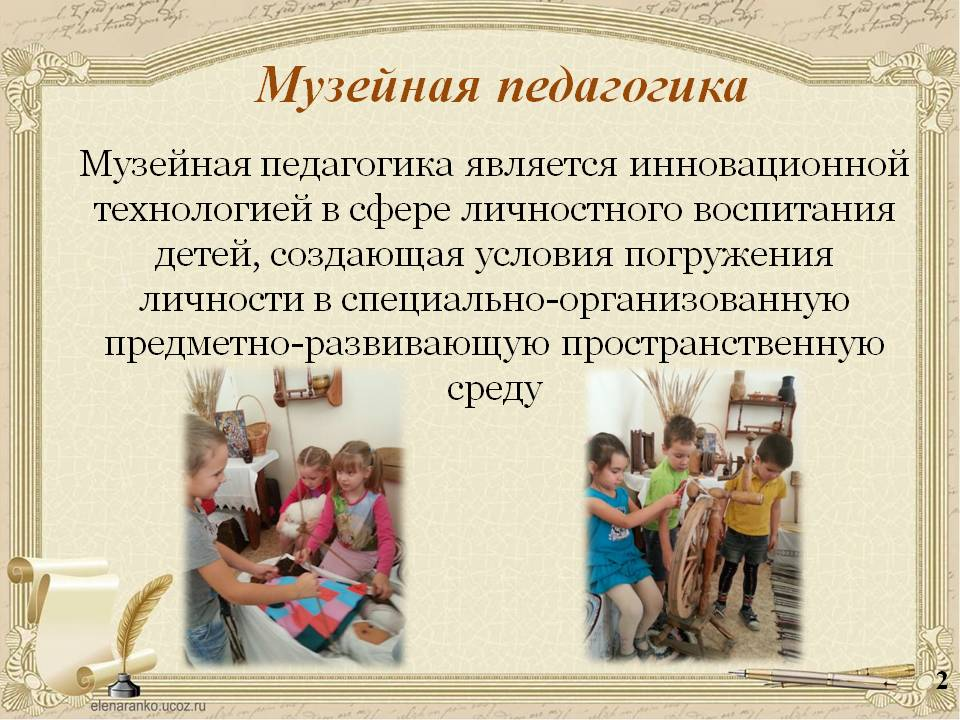 Музейная педагогика
Музейная педагогика является инновационной
технологией в сфере личностного воспитания
детей, создающая условия погружения
личности в специально-организованную
предметно-развивающую пространственную
среду
elenaranko.ucoz.ru
2